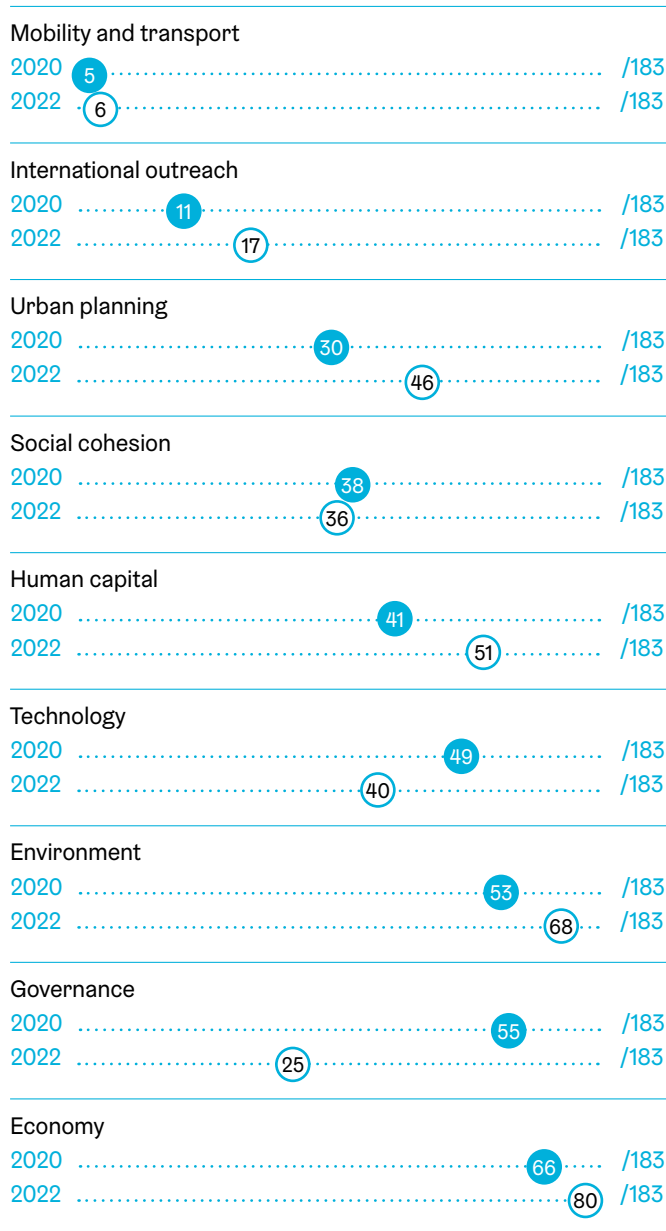 Mobility and transport
2020 5 /183
2022 6 /183
International outreach
2020 11 /183
2022 17 /183
Urban planning
2020 30 /183
2022 46 /183
Social cohesion
2020 38 /183
2022 36 /183
Human capital
2020 41 /183
2022 51 /183
Technology
2020 49 /183
2022 40 /183
Environment
2020 53 /183
2022 68 /183
Governance
2020 55 /183
2022 25 /183
Economy
2020 66 /183
2022 80 /183